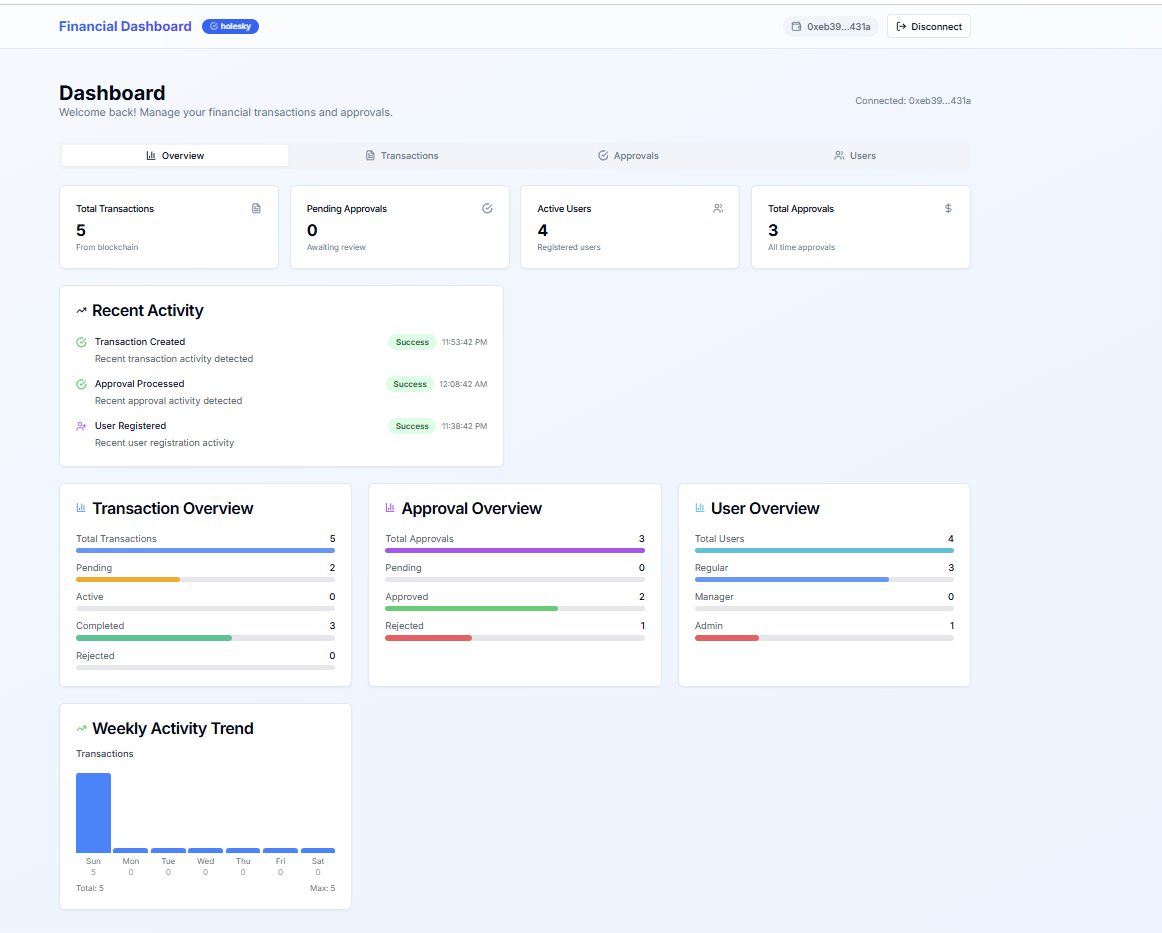 Financial Dashboard holesky 0xeb39...431a Disconnect
Dashboard
Welcome back! Manage your financial transactions and approvals.
Connected: 0xeb39...431a
Overview Transactions Approvals Users
Total Transactions
5
From blockchain
Pending Approvals
0
Awaiting review
Active Users
4
Registered users
Total Approvals
$
3
All time approvals
Recent Activity
Transaction Created Success 11:53:42 PM
Recent transaction activity detected
Approval Processed Success 12:08:42 AM
Recent approval activity detected
User Registered Success 11:38:42 PM
Recent user registration activity
Transaction Overview
Total Transactions 5
Pending 2
Active 0
Completed 3
Rejected 0
Approval Overview
Total Approvals 3
Pending 0
Approved 2
Rejected 1
User Overview
Total Users 4
Regular 3
Manager 0
Admin 1
Weekly Activity Trend
Transactions
Sun Mon Tue Wed Thu Fri Sat
5 0 0 0 0 0 0
Total: 5 Max: 5